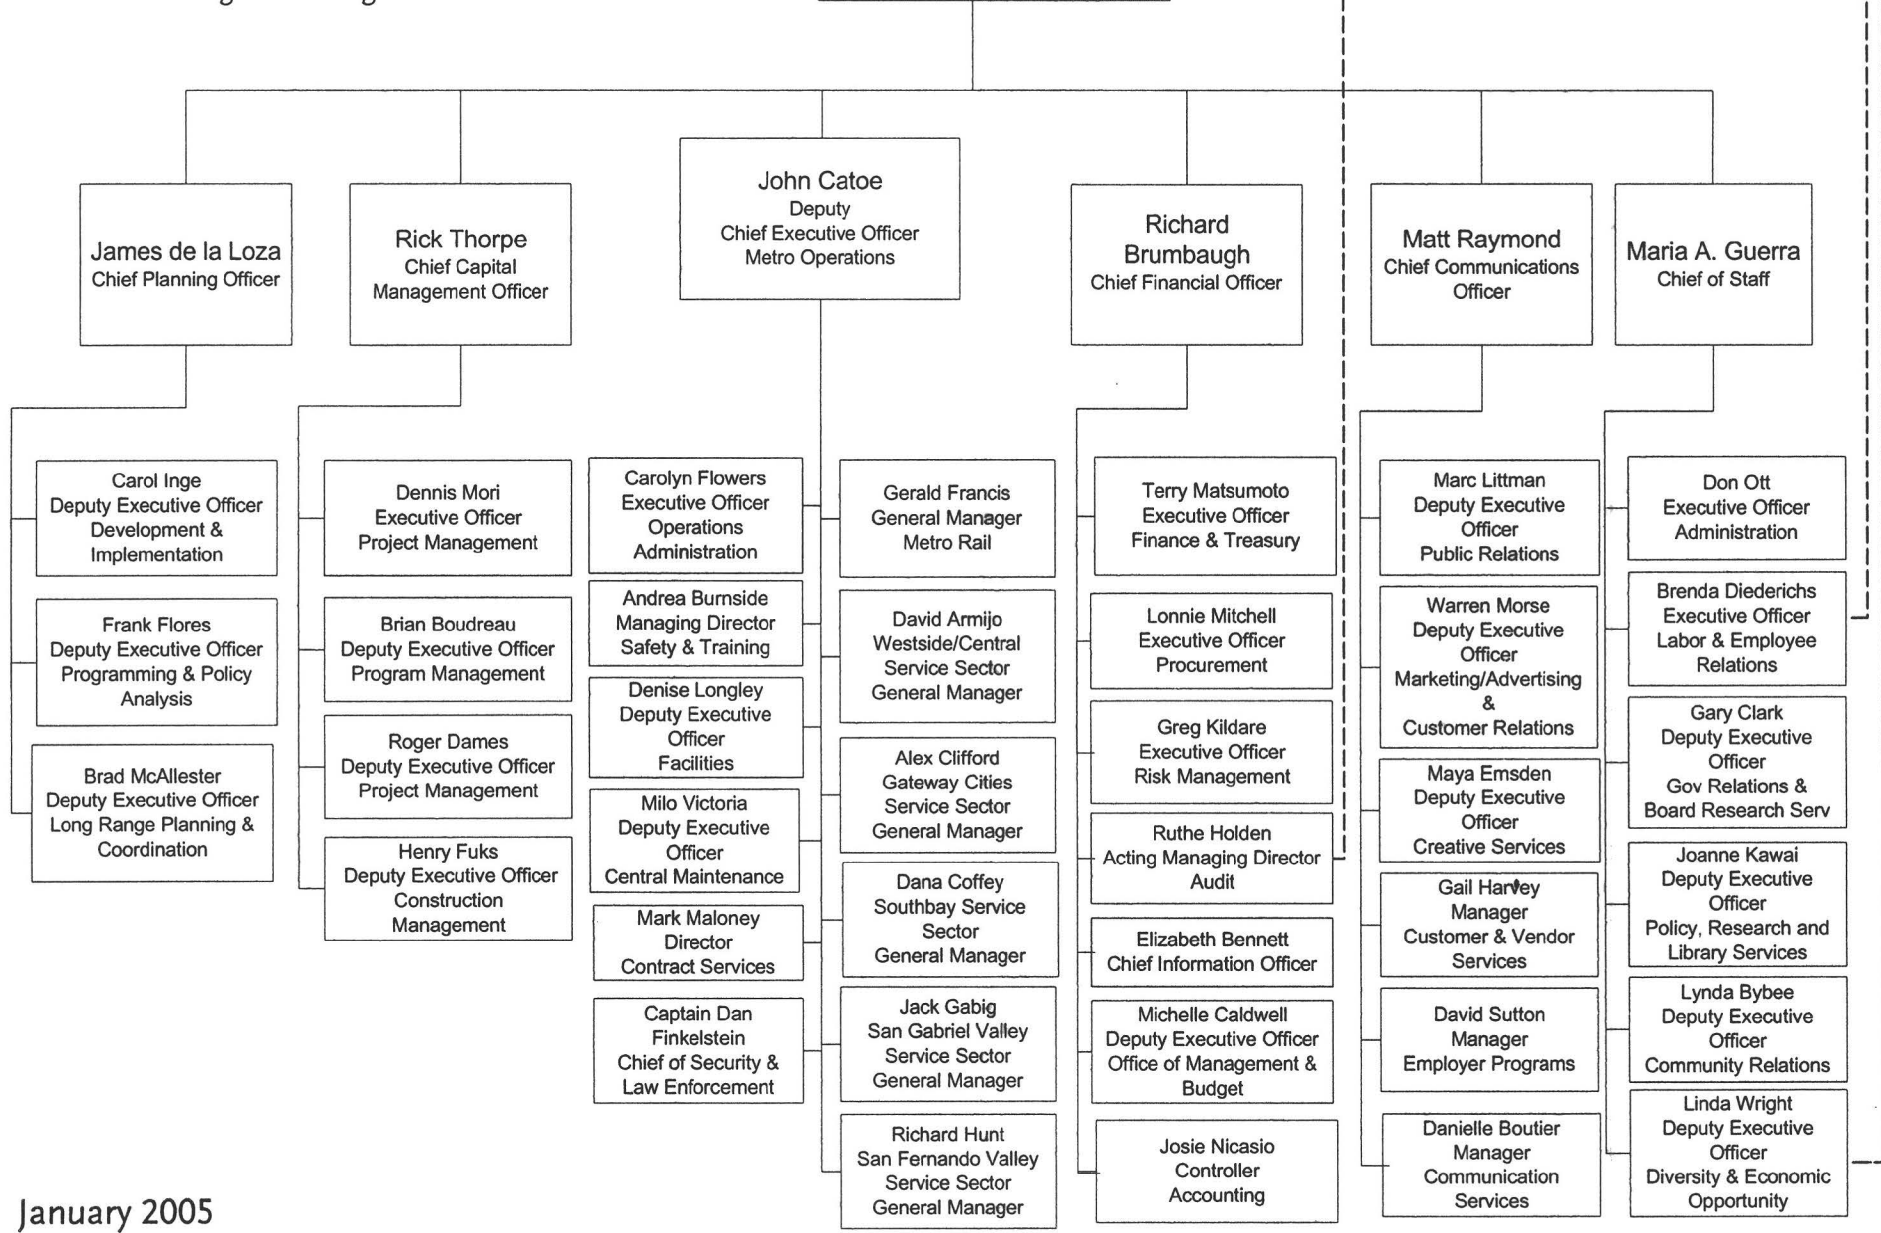 James de la Loza
Chief Planning Officer
Rick Thorpe
Chief Capital
Management Officer
John Catoe
Deputy
Chief Executive Officer
Metro Operations
Richard
Brumbaugh
Chief Financial Officer
Matt Raymond
Chief Communications
Officer
Maria A. Guerra
Chief of Staff
Carol Inge
Deputy Executive Officer
Development &
Implementation
Frank Flores
Deputy Executive Officer
Programming & Policy
Analysis
Brad McAllester
Deputy Executive Officer
Long Range Planning &
Coordination
Dennis Mori
Executive Officer
Project Management
Brian Boudreau
Deputy Executive Officer
Program Management
Roger Dames
Deputy Executive Officer
Project Management
Henry Fuks
Deputy Executive Officer
Construction
Management
Carolyn Flowers
Executive Officer
Operations
Administration
Andrea Burnside
Managing Director
Safety & Training
Denise Longley
Deputy Executive
Officer
Facilities
Milo Victoria
Deputy Executive
Officer
Central Maintenance
Mark Maloney
Director
Contract Services
Captain Dan
Finkelstein
Chief of Security &
Law Enforcement
Gerald Francis
General Manager
Metro Rail
David Armijo
Westside/Central
Service Sector
General Manager
Alex Clifford
Gateway Cities
Service Sector
General Manager
Dana Coffey
Southbay Service
Sector
General Manager
Jack Gabig
San Gabriel Valley
Service Sector
General Manager
Richard Hunt
San Fernando Valley
Service Sector
General Manager
Terry Matsumoto
Executive Officer
Finance & Treasury
Lonnie Mitchell
Executive Officer
Procurement
Greg Kildare
Executive Officer
Risk Management
Ruthe Holden
Acting Managing Director
Audit
Elizabeth Bennett
Chief Information Officer
Michelle Caldwell
Deputy Executive Officer
Office of Management &
Budget
Josie Nicasio
Controller
Accounting
Marc Littman
Deputy Executive
Officer
Public Relations
Warren Morse
Deputy Executive
Officer
Marketing/Advertising
&
Customer Relations
Maya Emsden
Deputy Executive
Officer
Creative Services
Gail Harvey
Manager
Customer & Vendor
Services
David Sutton
Manager
Employer Programs
Danielle Boutier
Manager
Communication
Services
Don Ott
Executive Officer
Administration
Brenda Diederichs
Executive Officer
Labor & Employee
Relations
Gary Clark
Deputy Executive
Officer
Gov Relations &
Board Research Serv
Joanne Kawai
Deputy Executive
Officer
Policy, Research and
Library Services
Lynda Bybee
Deputy Executive
Officer
Community Relations
Linda Wright
Deputy Executive
Officer
Diversity & Economic
Opportunity
January 2005